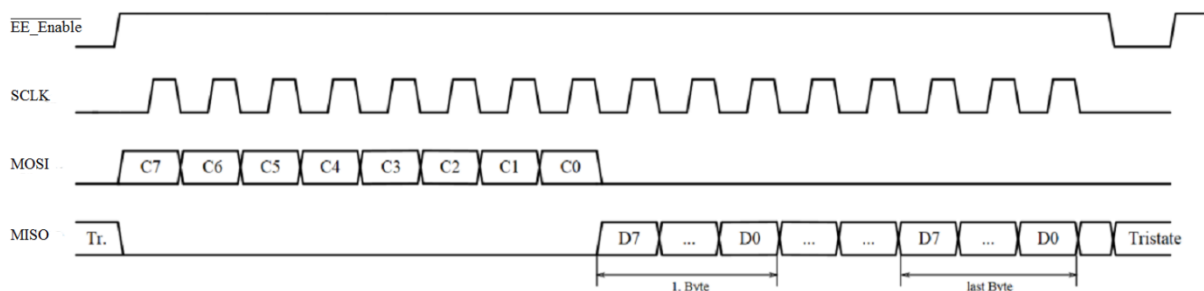 EE_Enable
SCLK
MOSI C7 C6 C5 C4 C3 C2 C1 C0
MISO Tr. D7 ... D0 ... ... D7 ... D0 Tristate
1. Byte last Byte